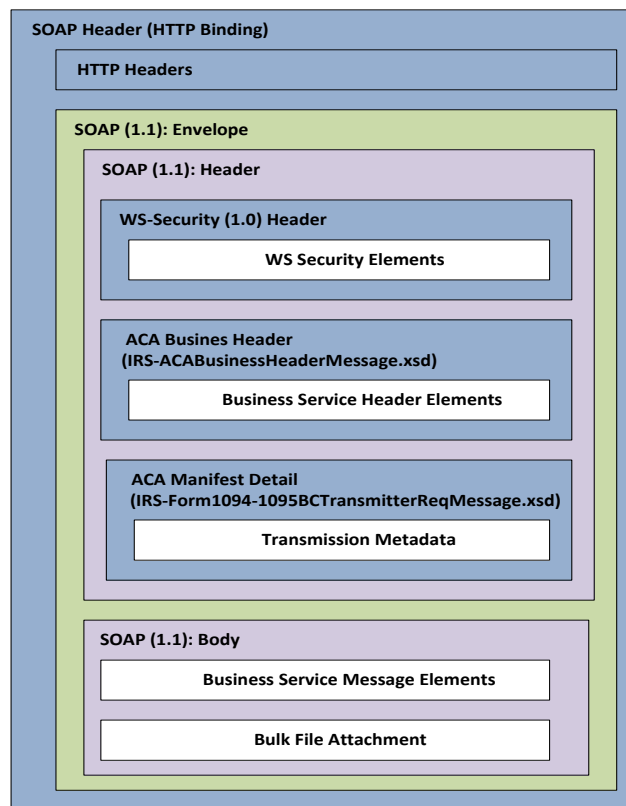 SOAP Header (HTTP Binding)
HTTP Headers
SOAP (1.1): Envelope
SOAP (1.1): Header
WS-Security (1.0) Header
WS Security Elements
ACA Busines Header
(IRS-ACABusinessHeaderMessage.xsd)
Business Service Header Elements
ACA Manifest Detail
(IRS-Form1094-1095BCTransmitterReqMessage.xsd)
Transmission Metadata
SOAP (1.1): Body
Business Service Message Elements
Bulk File Attachment